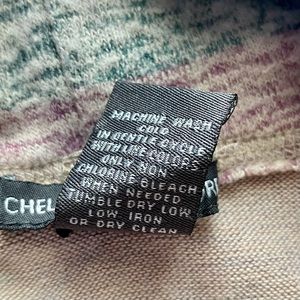 MACHINE WASH
COLD
IN GENTLE CYCLE
WITH LIKE COLORS
ONLY NON
CHLORINE BLEACH
WHEN NEEDED
TUMBLE DRY LOW
LOW IRON
OR DRY CLEAN
CHEL